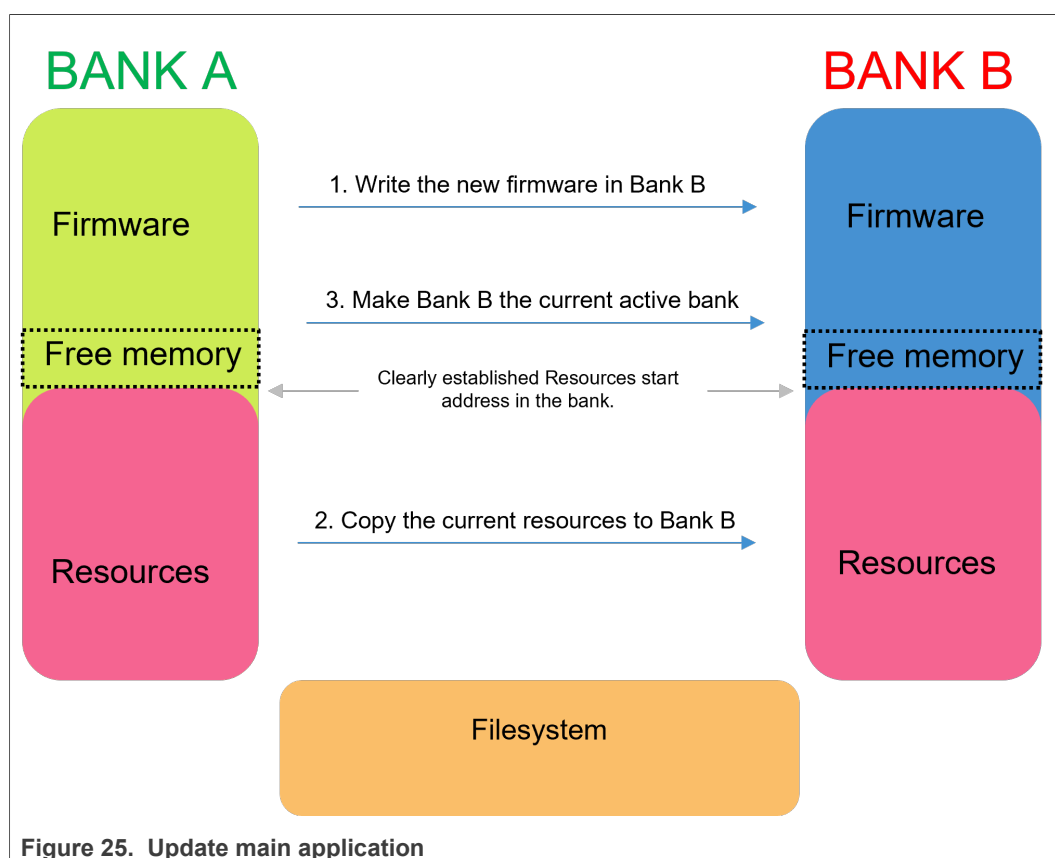 BANK A
BANK B
1. Write the new firmware in Bank B
Firmware
Firmware
3. Make Bank B the current active bank
Free memory
Free memory
Clearly established Resources start
address in the bank.
2. Copy the current resources to Bank B
Resources
Resources
Filesystem
Figure 25. Update main application